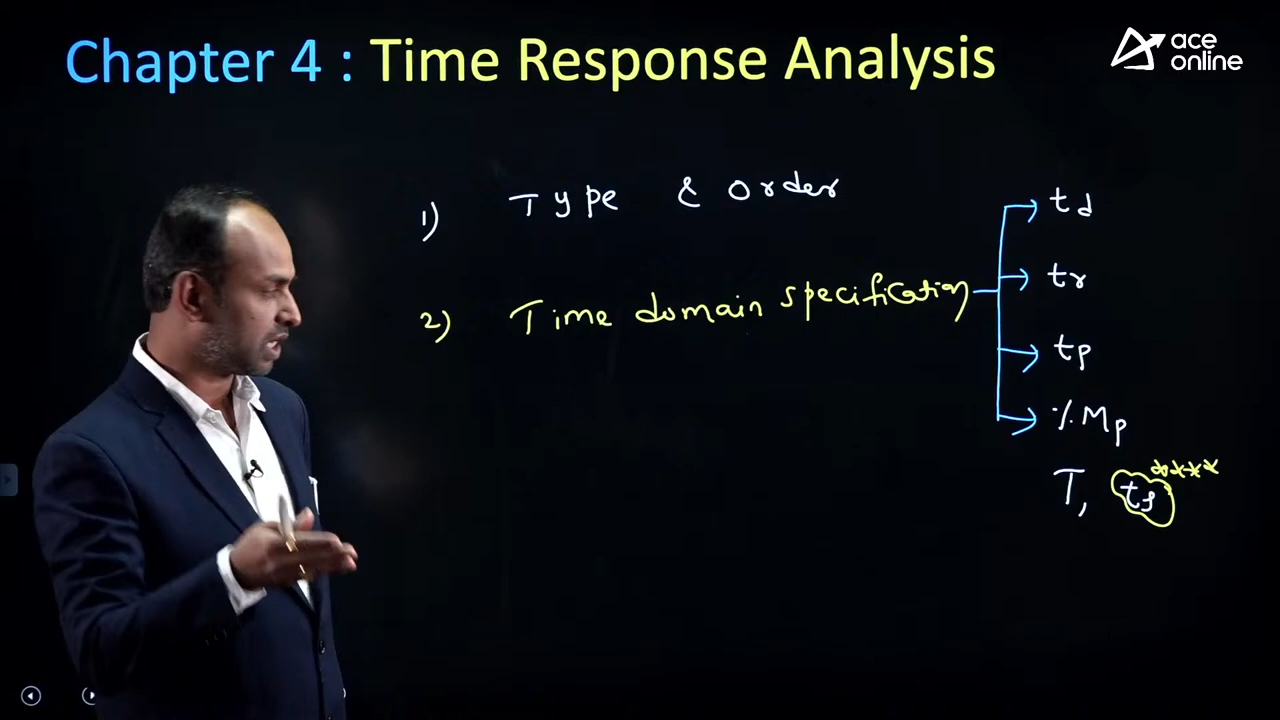 Chapter 4 : Time Response Analysis
ace
online
1) Type & Order
2) Time domain specification
td
tr
tp
%Mp
T, ts ****